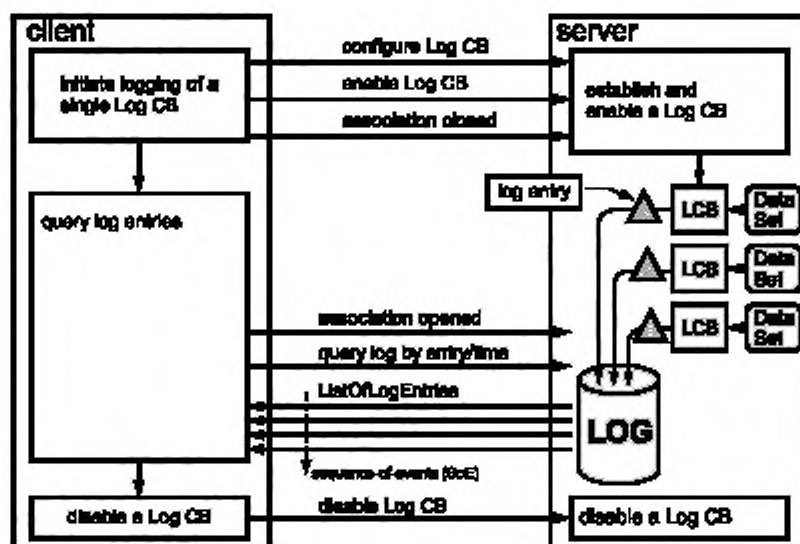 client
server
initiate logging of a
single Log CB
configure Log CB
enable Log CB
association closed
establish and
enable a Log CB
log entry
LCB
Data
Set
query log entries
LCB
Data
Set
LCB
Data
Set
association opened
query log by entry/time
ListOfLogEntries
LOG
sequence-of-events (SoE)
disable a Log CB
disable Log CB
disable a Log CB